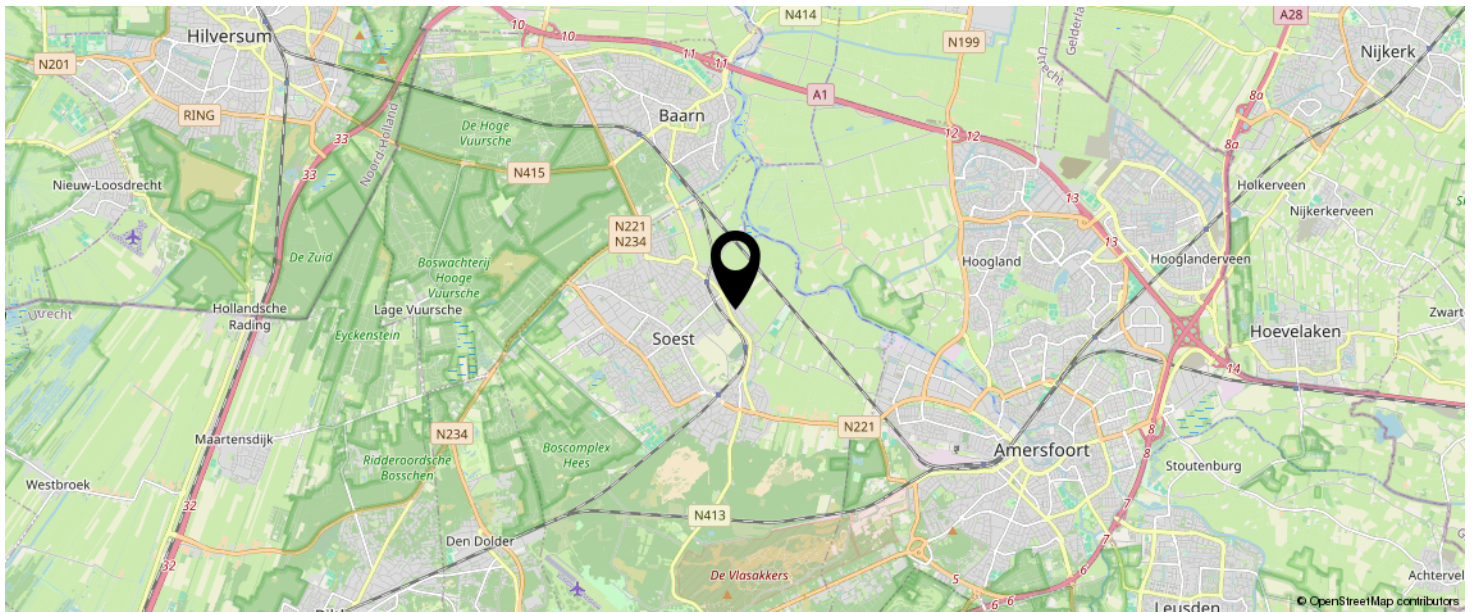 N414
A28
Hilversum
10
10
N199
Gelderla
Utrecht
Nijkerk
N201
11
11
A1
8a
RING
33
Noord-Holland
De Hoge
Vuursche
Baarn
12
12
8a
Nieuw-Loosdrecht
33
N415
13
Holkerveen
Nijkerkerveen
N221
N234
De Zuid
Boswachterij
Hooge
Vuursche
Hoogland
13
Hooglanderveen
Utrecht
Hollandsche
Rading
Lage Vuursche
Eyckenstein
Soest
Hoevelaken
Zwart
14
Maartensdijk
N234
N221
8
Ridderoordsche
Bosschen
Boscomplex
Hees
Amersfoort
8
Stoutenburg
Westbroek
32
N413
7
Den Dolder
7
32
De Vlasakkers
5
6
Achtervel
6
6
Leusden
© OpenStreetMap contributors